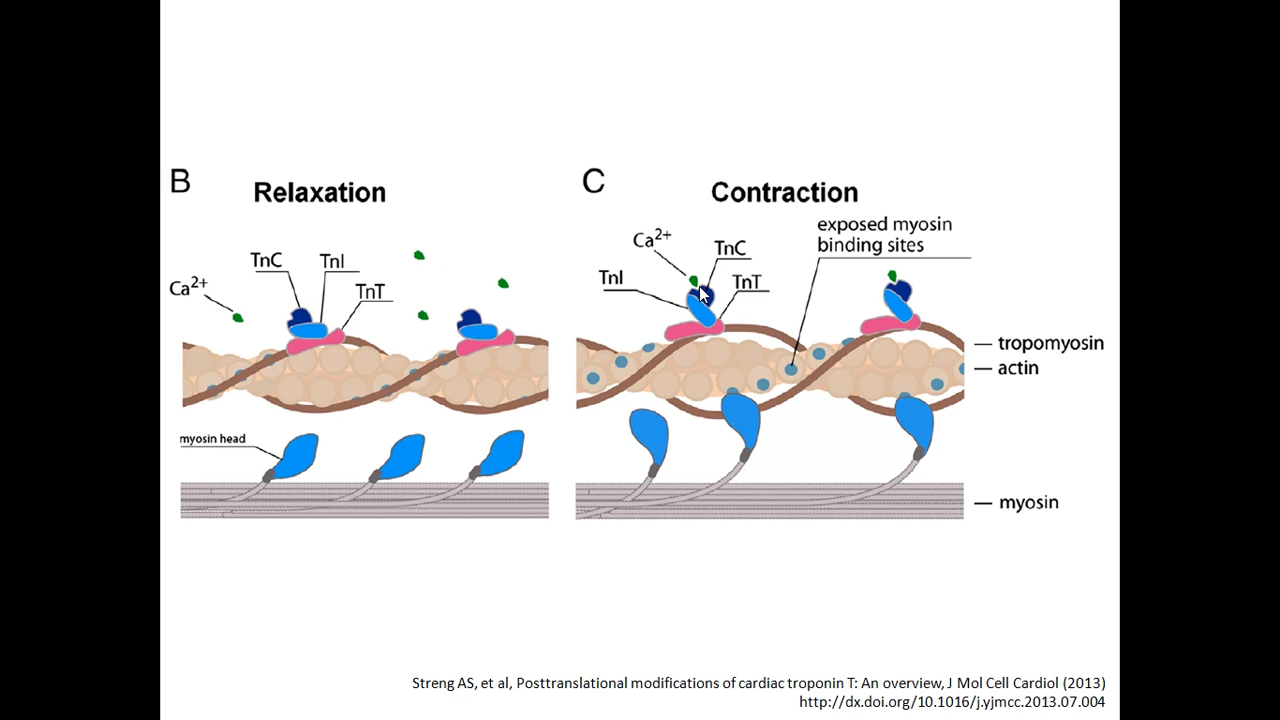 B
Relaxation
TnC
TnI
Ca2+
TnT
myosin head
C
Contraction
exposed myosin
binding sites
Ca2+
TnC
TnI
TnT
tropomyosin
actin
myosin
Streng AS, et al, Posttranslational modifications of cardiac troponin T: An overview, J Mol Cell Cardiol (2013)
http://dx.doi.org/10.1016/j.yjmcc.2013.07.004